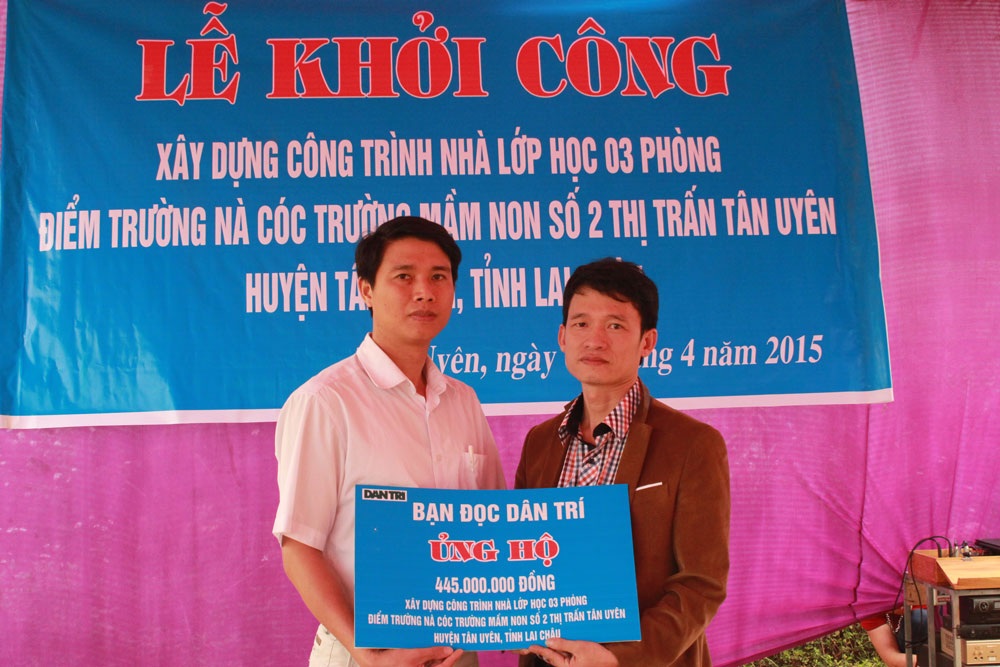 LỄ KHỞI CÔNG
XÂY DỰNG CÔNG TRÌNH NHÀ LỚP HỌC 03 PHÒNG
ĐIỂM TRƯỜNG NÀ CÓC TRƯỜNG MẦM NON SỐ 2 THỊ TRẤN TÂN UYÊN
HUYỆN TỈNH LAI
Uyên, ngày 4 năm 2015
DAN TRI
BẠN ĐỌC DÂN TRÍ
ỦNG HỘ
445.000.000 ĐỒNG
XÂY DỰNG CÔNG TRÌNH NHÀ LỚP HỌC 03 PHÒNG
ĐIỂM TRƯỜNG NÀ CÓC TRƯỜNG MẦM NON SỐ 2 THỊ TRẤN TÂN UYÊN
HUYỆN TÂN UYÊN, TỈNH LAI CHÂU